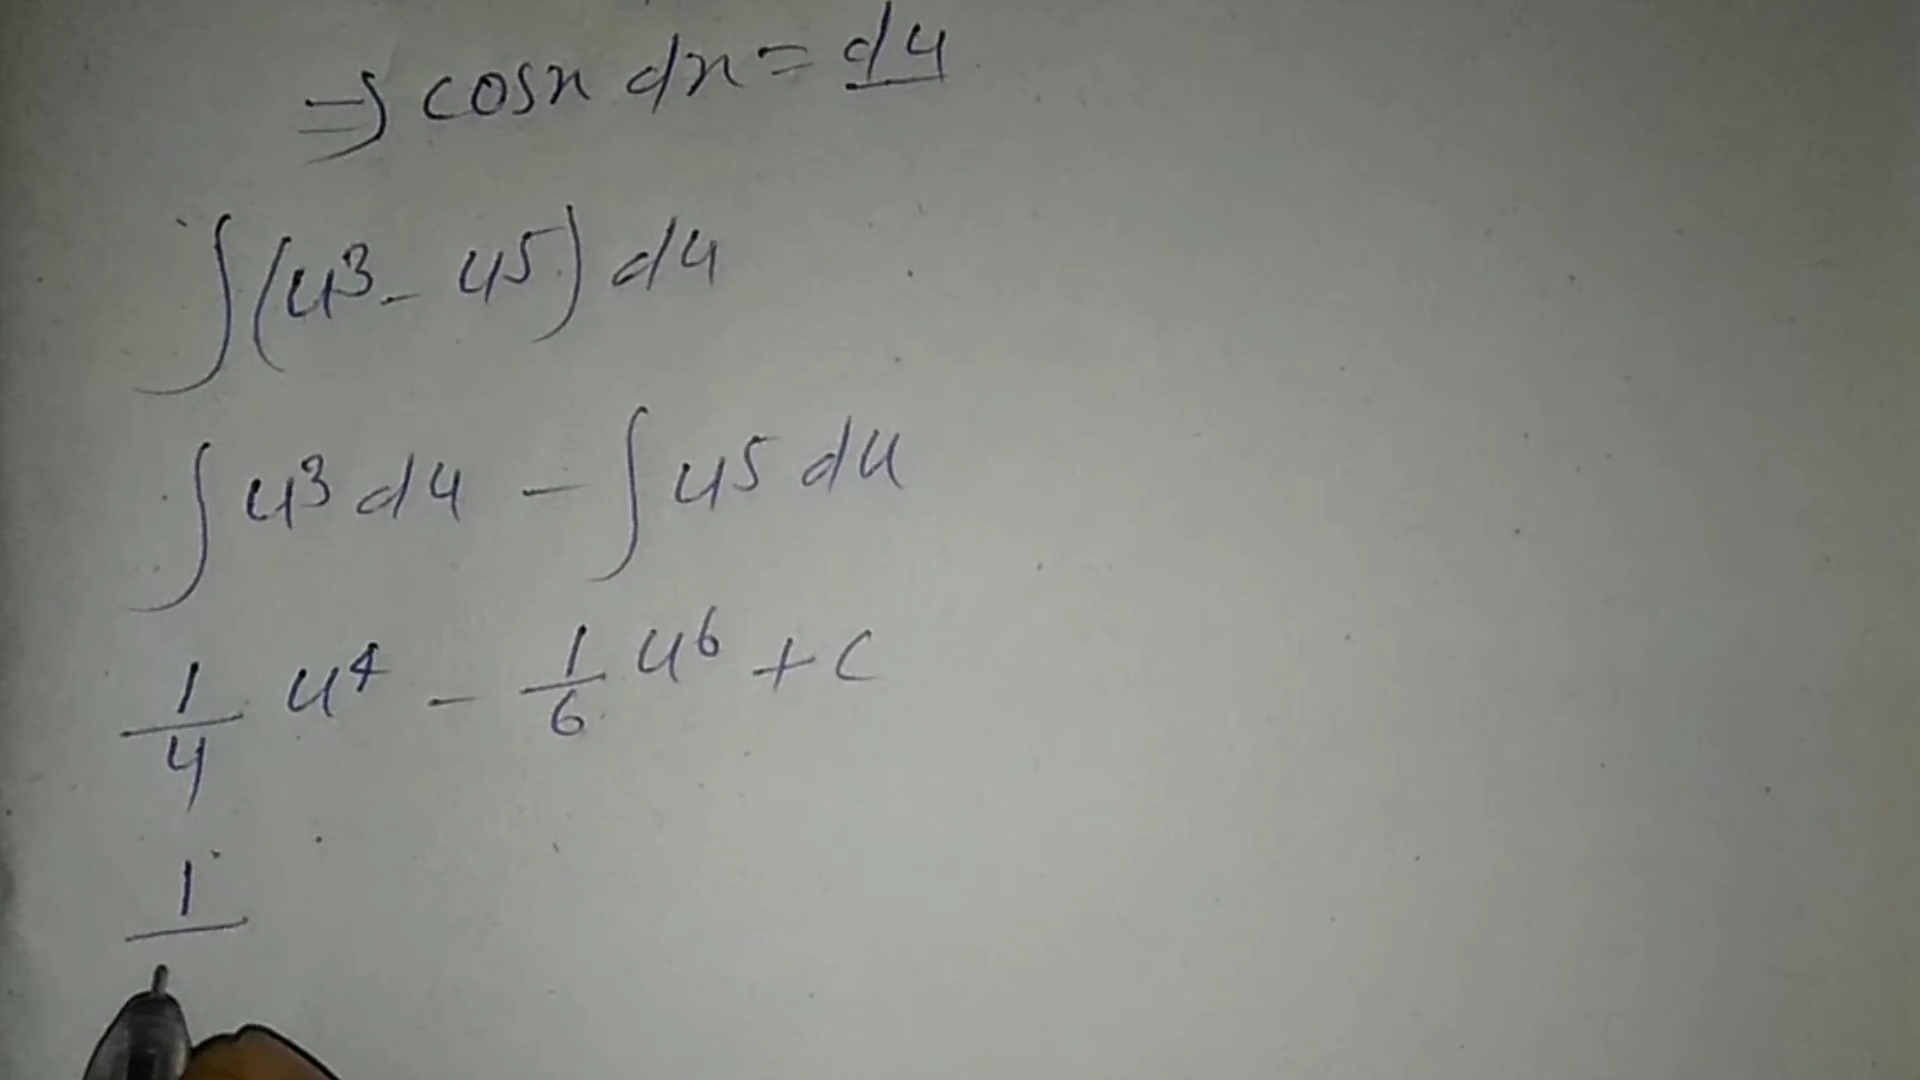 ⇒ cosx dx = du
∫(u³ - u⁵) du
∫ u³ du - ∫ u⁵ du
1/4 u⁴ - 1/6 u⁶ + c
1/